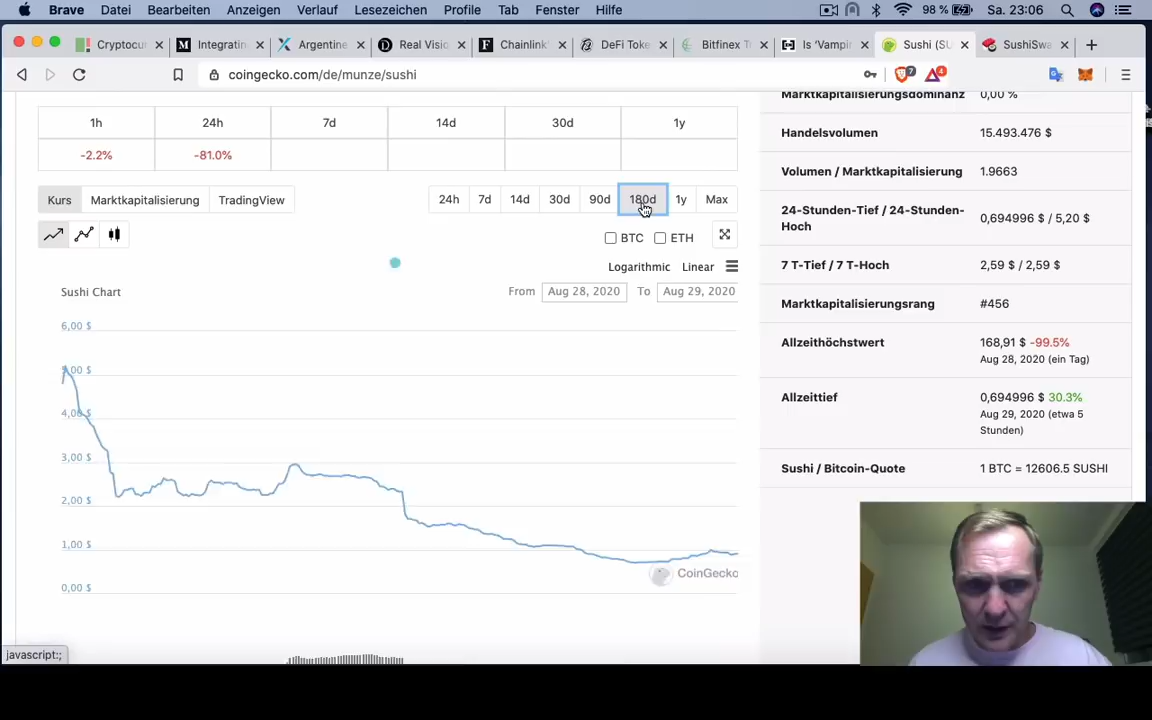 Brave Datei Bearbeiten Anzeigen Verlauf Lesezeichen Profile Tab Fenster Hilfe 98 % Sa. 23:06
Cryptocur Integratin Argentine Real Visio Chainlink' DeFi Toke Bitfinex Tr Is 'Vampir Sushi (SU SushiSwa
coingecko.com/de/munze/sushi 7 4
1h 24h 7d 14d 30d 1y
-2.2% -81.0%
Kurs Marktkapitalisierung TradingView 24h 7d 14d 30d 90d 180d 1y Max
BTC ETH
Logarithmic Linear
Sushi Chart From Aug 28, 2020 To Aug 29, 2020
6,00 $
4,00 $
3,00 $
2,00 $
1,00 $
0,00 $
CoinGecko
Marktkapitalisierungsdominanz 0,00 %
Handelsvolumen 15.493.476 $
Volumen / Marktkapitalisierung 1.9663
24-Stunden-Tief / 24-Stunden-
Hoch 0,694996 $ / 5,20 $
7 T-Tief / 7 T-Hoch 2,59 $ / 2,59 $
Marktkapitalisierungsrang #456
Allzeithöchstwert 168,91 $ -99.5%
Aug 28, 2020 (ein Tag)
Allzeittief 0,694996 $ 30.3%
Aug 29, 2020 (etwa 5
Stunden)
Sushi / Bitcoin-Quote 1 BTC = 12606.5 SUSHI
javascript:;